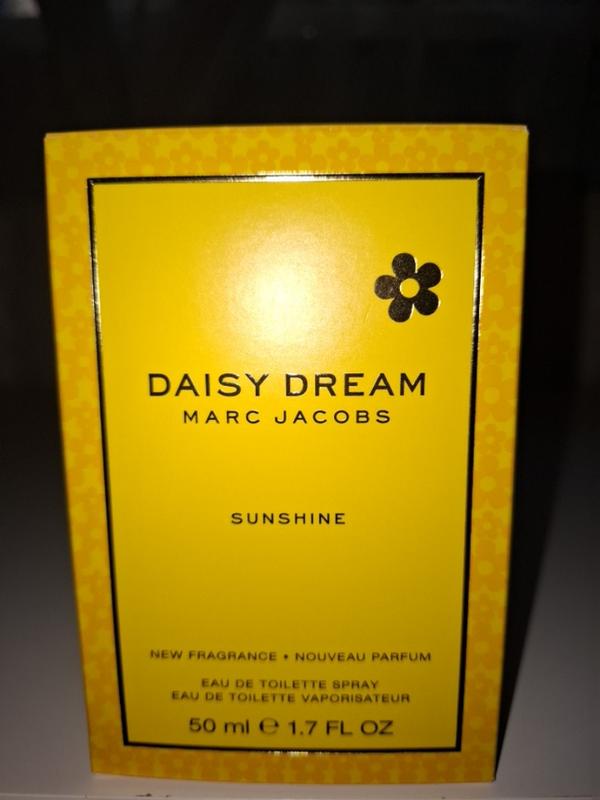 DAISY DREAM
MARC JACOBS
SUNSHINE
NEW FRAGRANCE • NOUVEAU PARFUM
EAU DE TOILETTE SPRAY
EAU DE TOILETTE VAPORISATEUR
50 ml ℮ 1.7 FL OZ